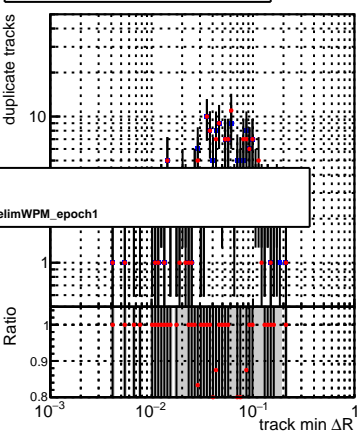 duplicate tracks
10
elimWPM_epoch1
1
Ratio
1
0.9
0.8
10⁻³ 10⁻² 10⁻¹ 1
track min ΔR